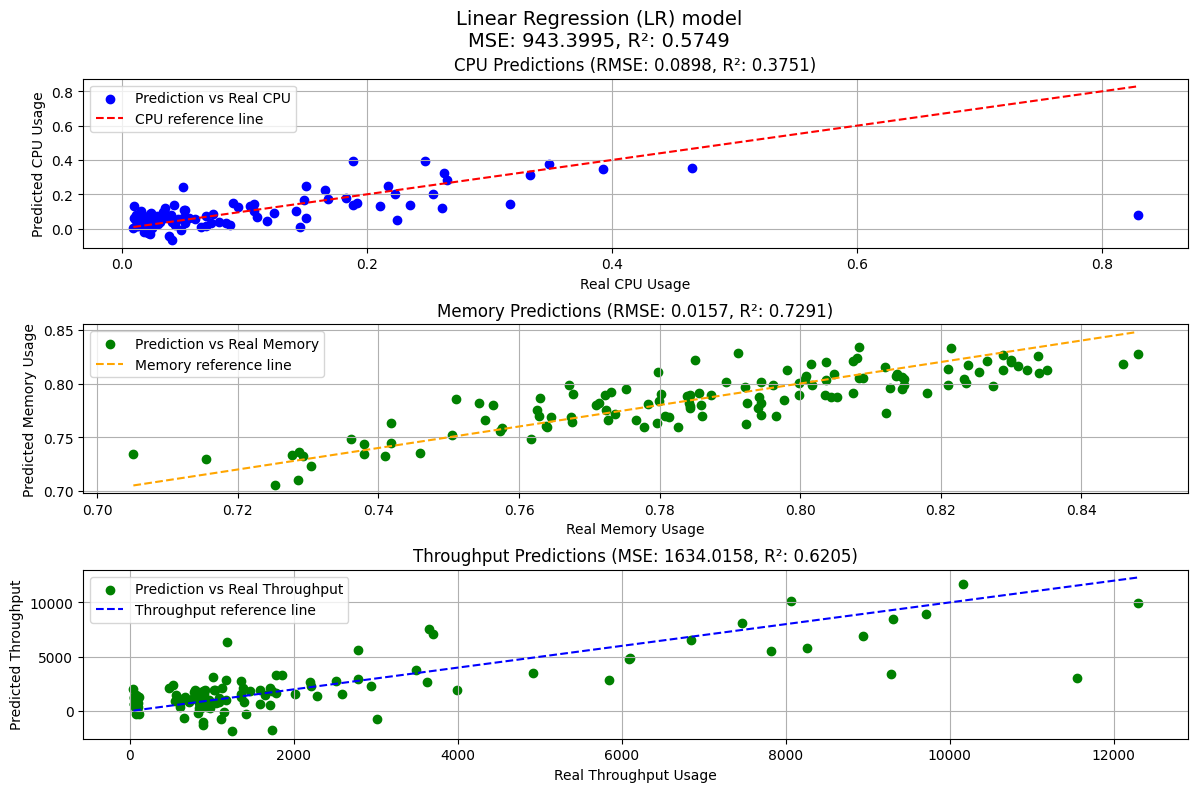 Linear Regression (LR) model
MSE: 943.3995, R²: 0.5749
CPU Predictions (RMSE: 0.0898, R²: 0.3751)
Predicted CPU Usage
0.8
0.6
0.4
0.2
0.0
Prediction vs Real CPU
CPU reference line
0.0 0.2 0.4 0.6 0.8
Real CPU Usage
Memory Predictions (RMSE: 0.0157, R²: 0.7291)
Predicted Memory Usage
0.85
0.80
0.75
0.70
Prediction vs Real Memory
Memory reference line
0.70 0.72 0.74 0.76 0.78 0.80 0.82 0.84
Real Memory Usage
Throughput Predictions (MSE: 1634.0158, R²: 0.6205)
Predicted Throughput
10000
5000
0
Prediction vs Real Throughput
Throughput reference line
0 2000 4000 6000 8000 10000 12000
Real Throughput Usage